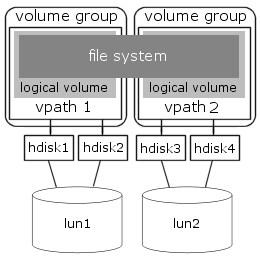 volume group volume group
file system
logical volume logical volume
vpath 1 vpath 2
hdisk1 hdisk2 hdisk3 hdisk4
lun1 lun2